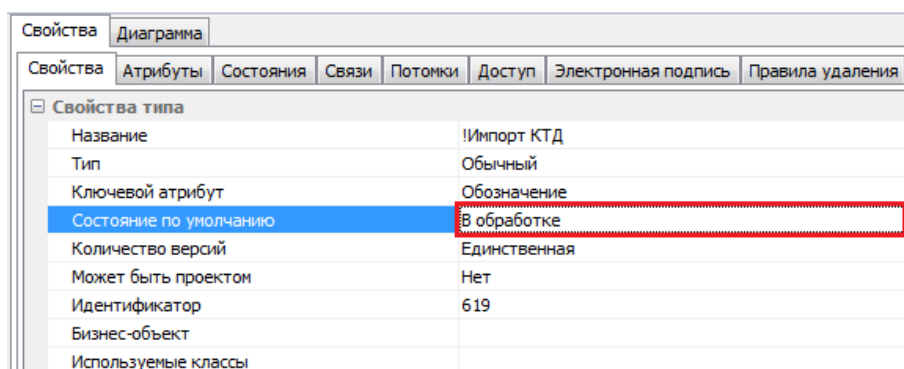 Свойства Диаграмма
Свойства Атрибуты Состояния Связи Потомки Доступ Электронная подпись Правила удаления
Свойства типа
Название !Импорт КТД
Тип Обычный
Ключевой атрибут Обозначение
Состояние по умолчанию В обработке
Количество версий Единственная
Может быть проектом Нет
Идентификатор 619
Бизнес-объект
Используемые классы